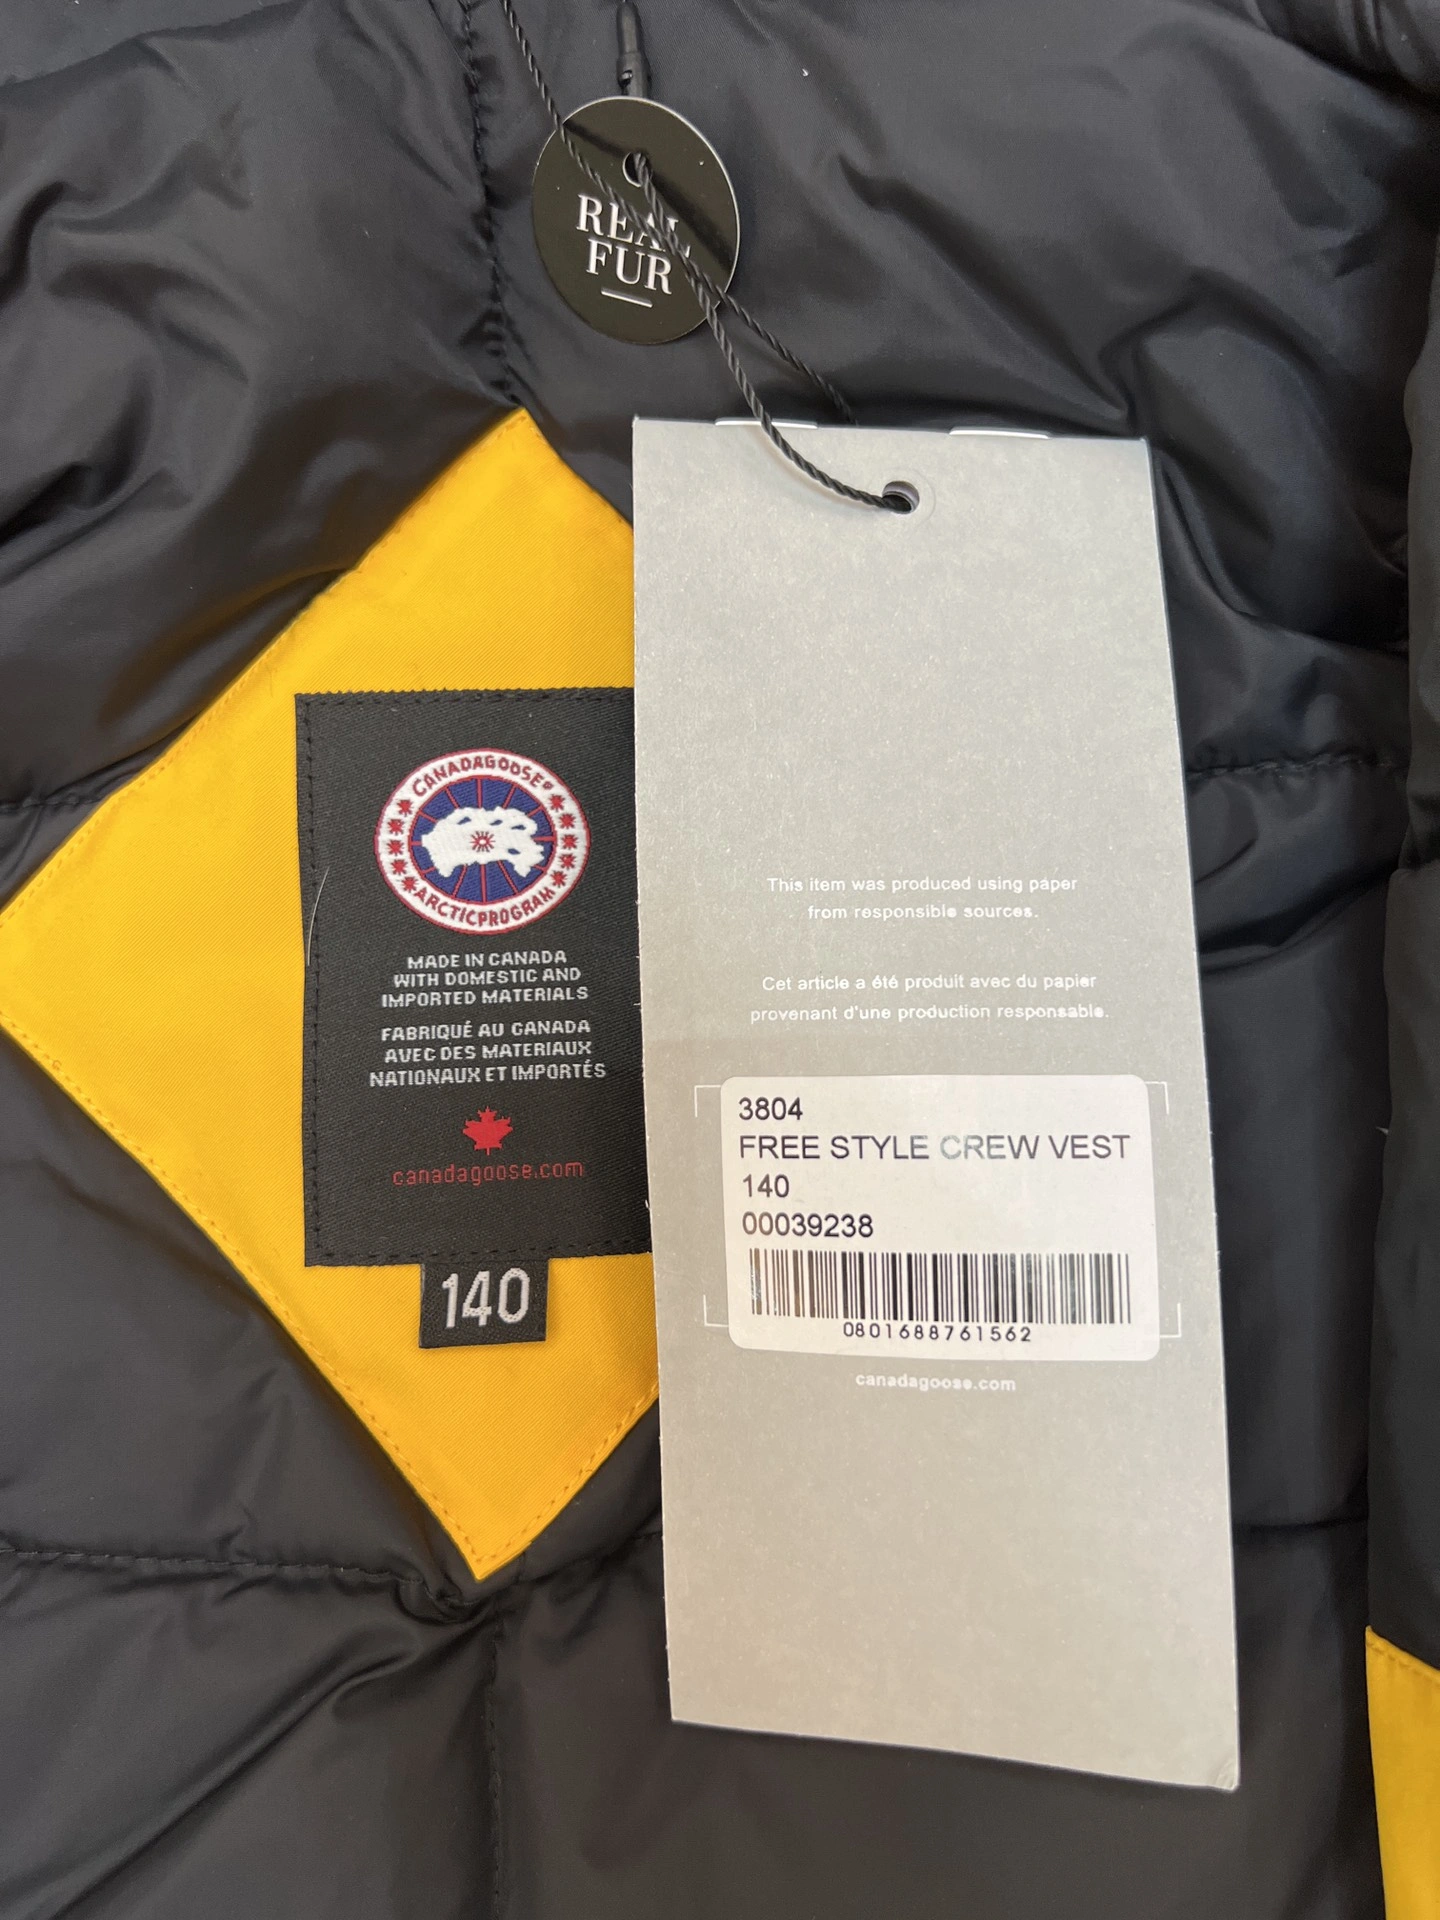 REAL
FUR
CANADA GOOSE
ARCTIC PROGRAM
MADE IN CANADA
WITH DOMESTIC AND
IMPORTED MATERIALS
FABRIQUÉ AU CANADA
AVEC DES MATERIAUX
NATIONAUX ET IMPORTÉS
canadagoose.com
140
This item was produced using paper
from responsible sources.
Cet article a été produit avec du papier
provenant d'une production responsable.
3804
FREE STYLE CREW VEST
140
00039238
0801688761562
canadagoose.com